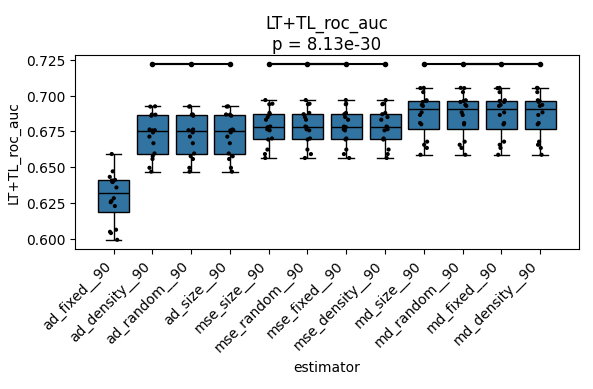 LT+TL_roc_auc
p = 8.13e-30
LT+TL_roc_auc
0.725
0.700
0.675
0.650
0.625
0.600
ad_fixed__90
ad_density__90
ad_random__90
ad_size__90
mse_size__90
mse_random__90
mse_fixed__90
mse_density__90
md_size__90
md_random__90
md_fixed__90
md_density__90
estimator